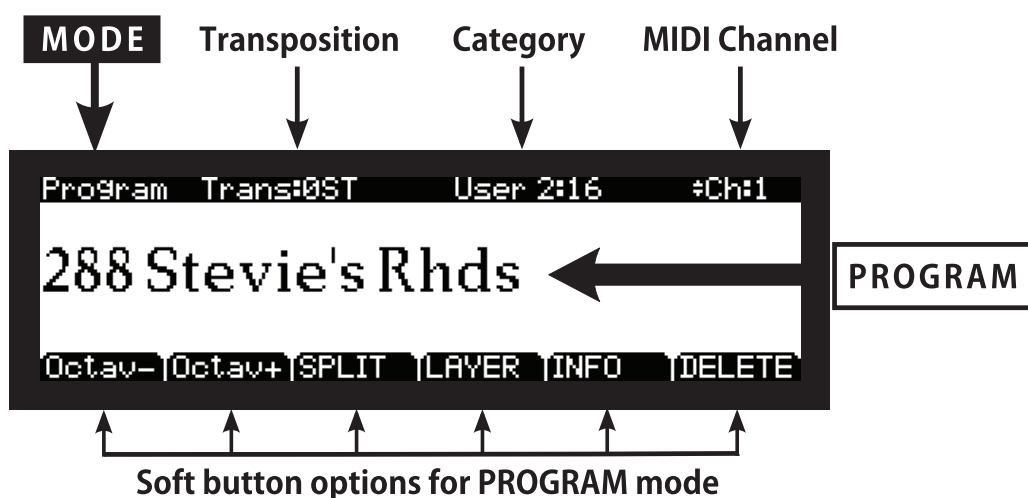 MODE Transposition Category MIDI Channel
Program Trans:0ST User 2:16 ÷Ch:1
288 Stevie's Rhds
PROGRAM
Octav- Octav+ SPLIT LAYER INFO DELETE
Soft button options for PROGRAM mode